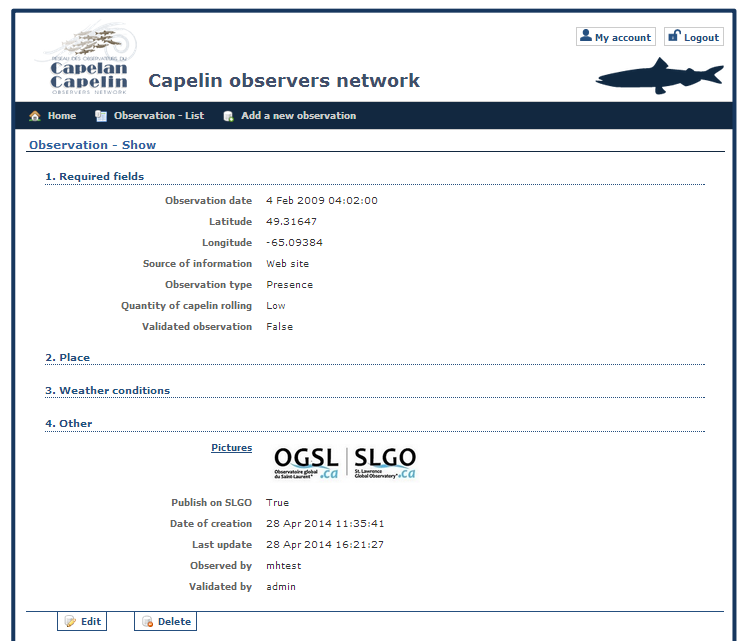 My account
Logout
RÉSEAU DES OBSERVATEURS DU
Capelan
Capelin
OBSERVERS NETWORK
Capelin observers network
Home
Observation - List
Add a new observation
Observation - Show
1. Required fields
Observation date 4 Feb 2009 04:02:00
Latitude 49.31647
Longitude -65.09384
Source of information Web site
Observation type Presence
Quantity of capelin rolling Low
Validated observation False
2. Place
3. Weather conditions
4. Other
Pictures
OGSL
Observatoire global
du Saint-Laurent .ca
SLGO
St. Lawrence
Global Observatory .ca
Publish on SLGO True
Date of creation 28 Apr 2014 11:35:41
Last update 28 Apr 2014 16:21:27
Observed by mhtest
Validated by admin
Edit
Delete